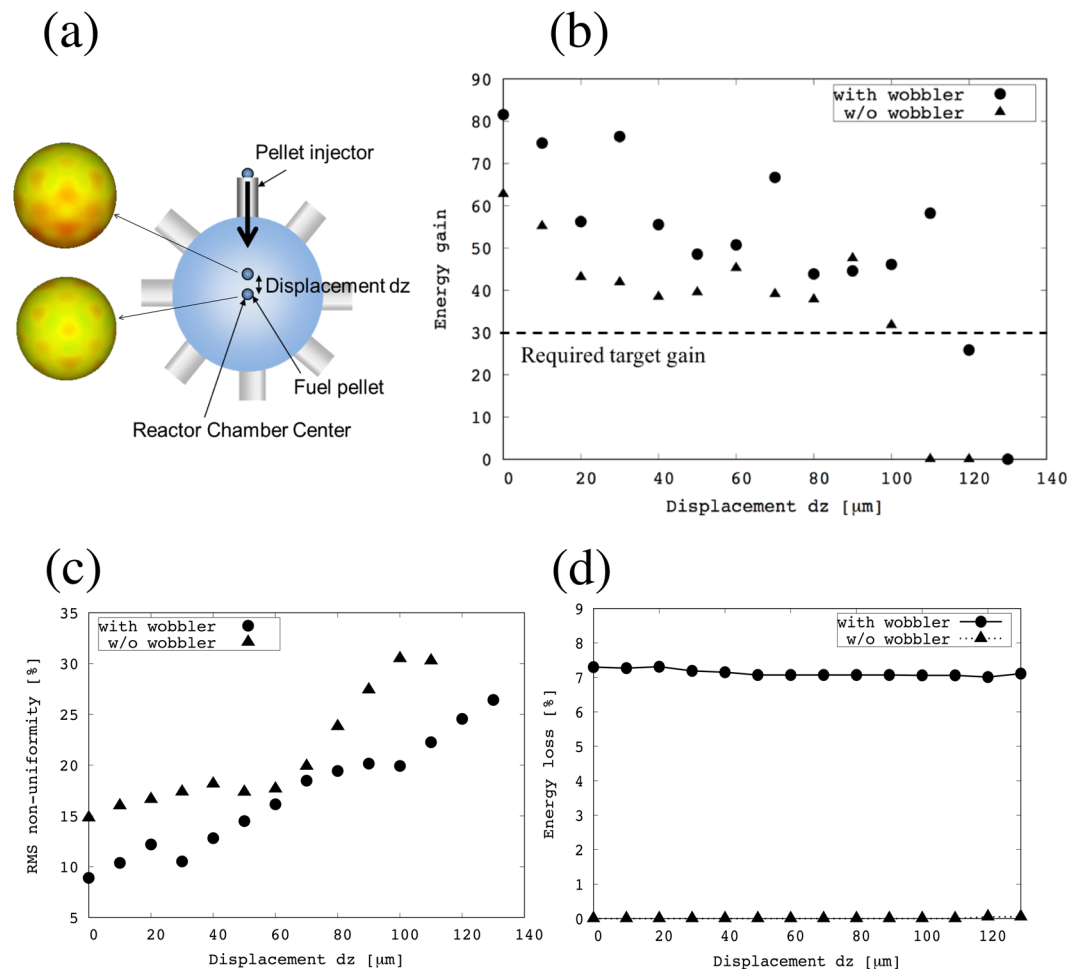 (a)
Pellet injector
Displacement dz
Fuel pellet
Reactor Chamber Center
(b)
90
80
70
60
50
40
30
20
10
0
Energy gain
with wobbler
w/o wobbler
Required target gain
0 20 40 60 80 100 120 140
Displacement dz [μm]
(c)
35
30
25
20
15
10
5
RMS non-uniformity [%]
with wobbler
w/o wobbler
0 20 40 60 80 100 120 140
Displacement dz [μm]
(d)
9
8
7
6
5
4
3
2
1
0
Energy loss [%]
with wobbler
w/o wobbler
0 20 40 60 80 100 120
Displacement dz [μm]